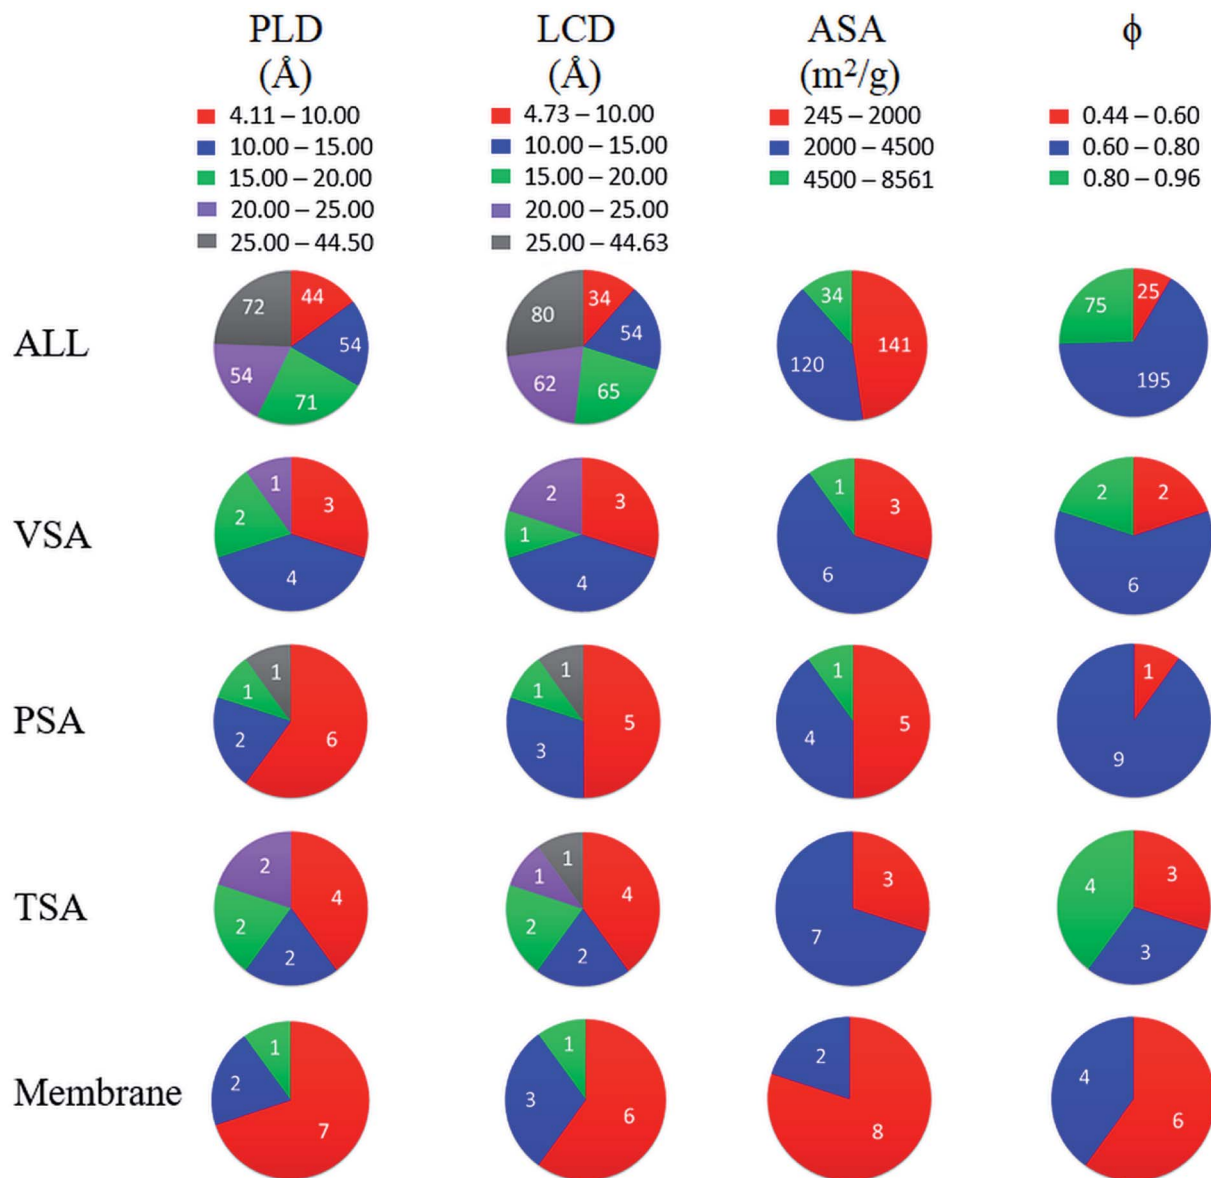 PLD
(Å)
4.11 – 10.00
10.00 – 15.00
15.00 – 20.00
20.00 – 25.00
25.00 – 44.50
LCD
(Å)
4.73 – 10.00
10.00 – 15.00
15.00 – 20.00
20.00 – 25.00
25.00 – 44.63
ASA
(m²/g)
245 – 2000
2000 – 4500
4500 – 8561
ϕ
0.44 – 0.60
0.60 – 0.80
0.80 – 0.96
ALL
44
54
71
54
72
34
54
65
62
80
141
120
34
25
195
75
VSA
3
4
2
1
3
4
1
2
3
6
1
2
6
2
PSA
6
2
1
1
5
3
1
1
5
4
1
1
9
TSA
4
2
2
2
4
2
2
1
1
3
7
3
3
4
Membrane
7
2
1
6
3
1
8
2
6
4